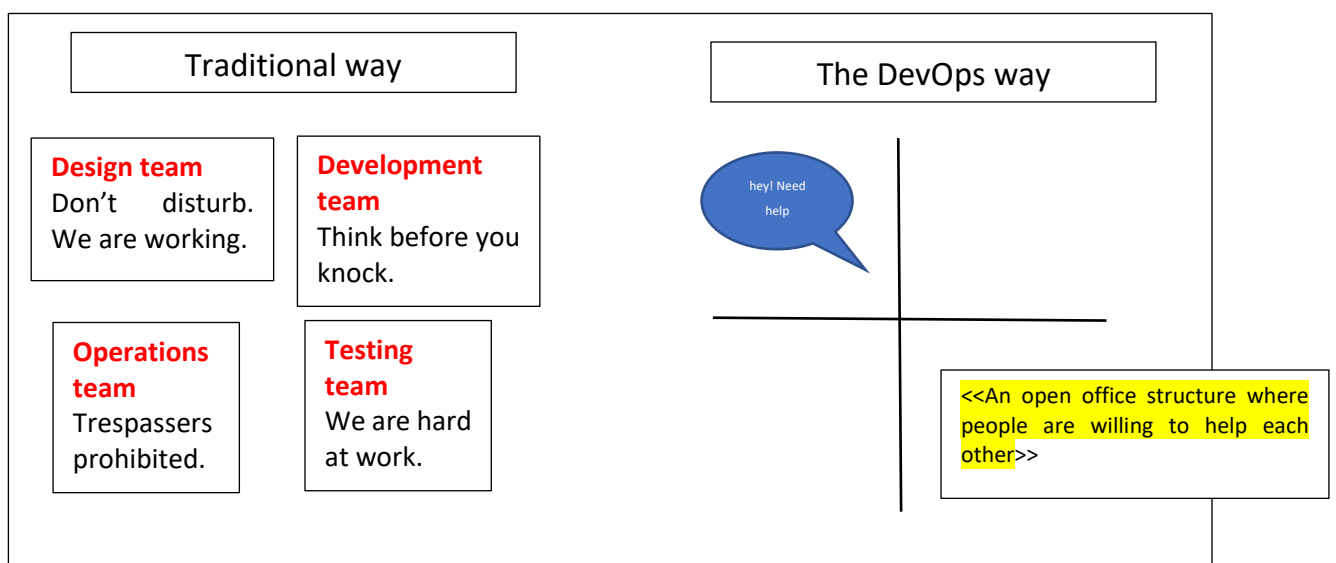 Traditional way
The DevOps way
Design team
Don’t disturb.
We are working.
Development
team
Think before you
knock.
hey! Need
help
Operations
team
Trespassers
prohibited.
Testing
team
We are hard
at work.
<<An open office structure where
people are willing to help each
other>>